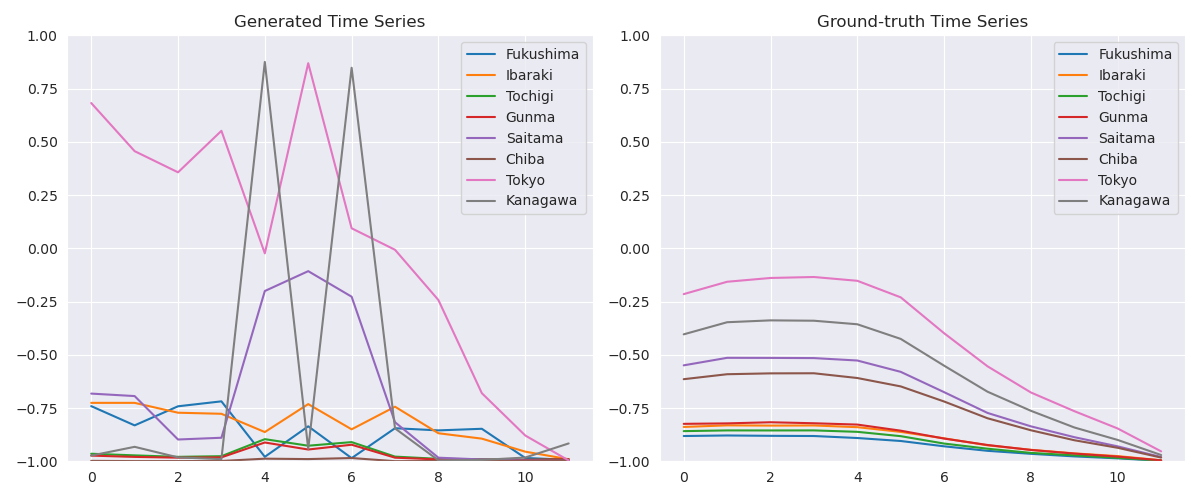 Generated Time Series
1.00
0.75
0.50
0.25
0.00
−0.25
−0.50
−0.75
−1.00
0 2 4 6 8 10
Fukushima
Ibaraki
Tochigi
Gunma
Saitama
Chiba
Tokyo
Kanagawa
Ground-truth Time Series
1.00
0.75
0.50
0.25
0.00
−0.25
−0.50
−0.75
−1.00
0 2 4 6 8 10
Fukushima
Ibaraki
Tochigi
Gunma
Saitama
Chiba
Tokyo
Kanagawa